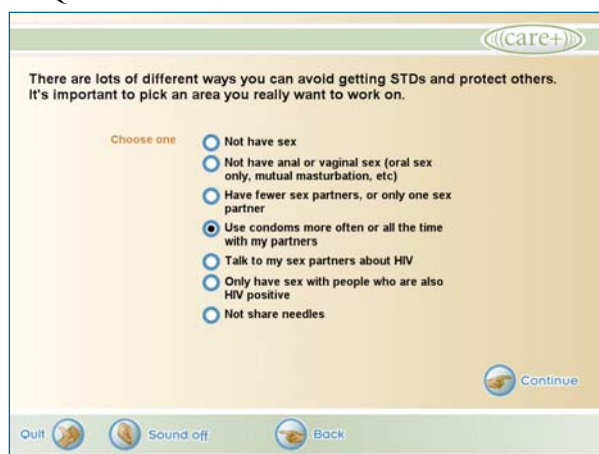 (((care+)))
There are lots of different ways you can avoid getting STDs and protect others.
It's important to pick an area you really want to work on.
Choose one
Not have sex
Not have anal or vaginal sex (oral sex
only, mutual masturbation, etc)
Have fewer sex partners, or only one sex
partner
Use condoms more often or all the time
with my partners
Talk to my sex partners about HIV
Only have sex with people who are also
HIV positive
Not share needles
Continue
Quit
Sound off
Back